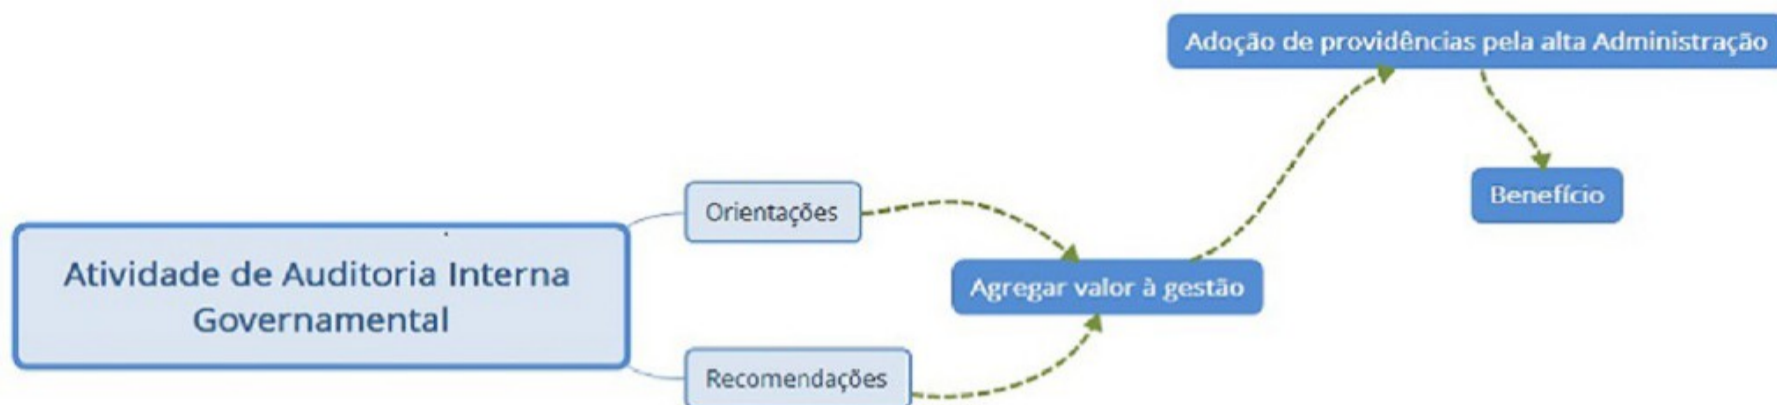 Adoção de providências pela alta Administração
Benefício
Orientações
Atividade de Auditoria Interna
Governamental
Agregar valor à gestão
Recomendações